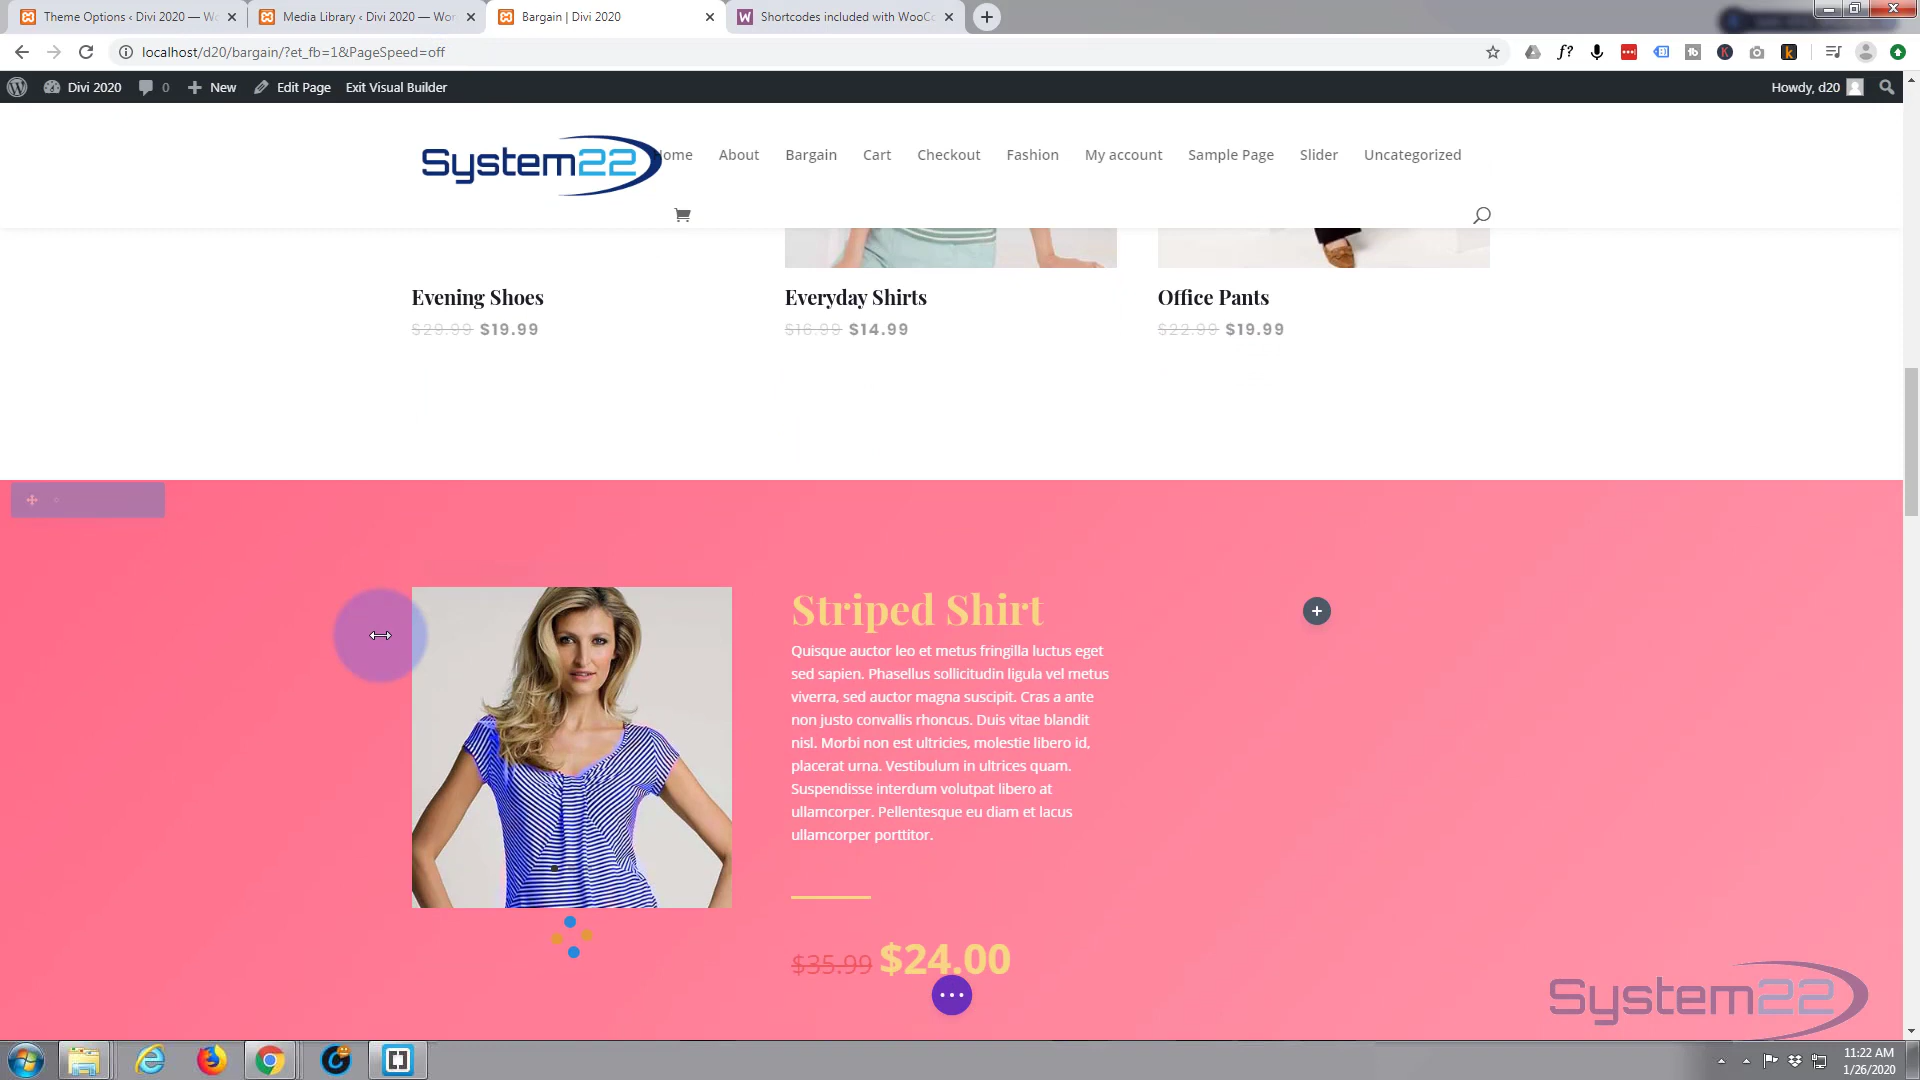 Theme Options ‹ Divi 2020 — Wo
Media Library ‹ Divi 2020 — Wor
Bargain | Divi 2020
Shortcodes included with WooCo
localhost/d20/bargain/?et_fb=1&PageSpeed=off
Divi 2020
0
New
Edit Page
Exit Visual Builder
Howdy, d20
System22
Home
About
Bargain
Cart
Checkout
Fashion
My account
Sample Page
Slider
Uncategorized
Evening Shoes
$29.99 $19.99
Everyday Shirts
$16.99 $14.99
Office Pants
$22.99 $19.99
Striped Shirt
Quisque auctor leo et metus fringilla luctus eget
sed sapien. Phasellus sollicitudin ligula vel metus
viverra, sed auctor magna suscipit. Cras a ante
non justo convallis rhoncus. Duis vitae blandit
nisl. Morbi non est ultricies, molestie libero id,
placerat urna. Vestibulum in ultrices quam.
Suspendisse interdum volutpat libero at
ullamcorper. Pellentesque eu diam et lacus
ullamcorper porttitor.
$35.99 $24.00
System22
11:22 AM
1/26/2020